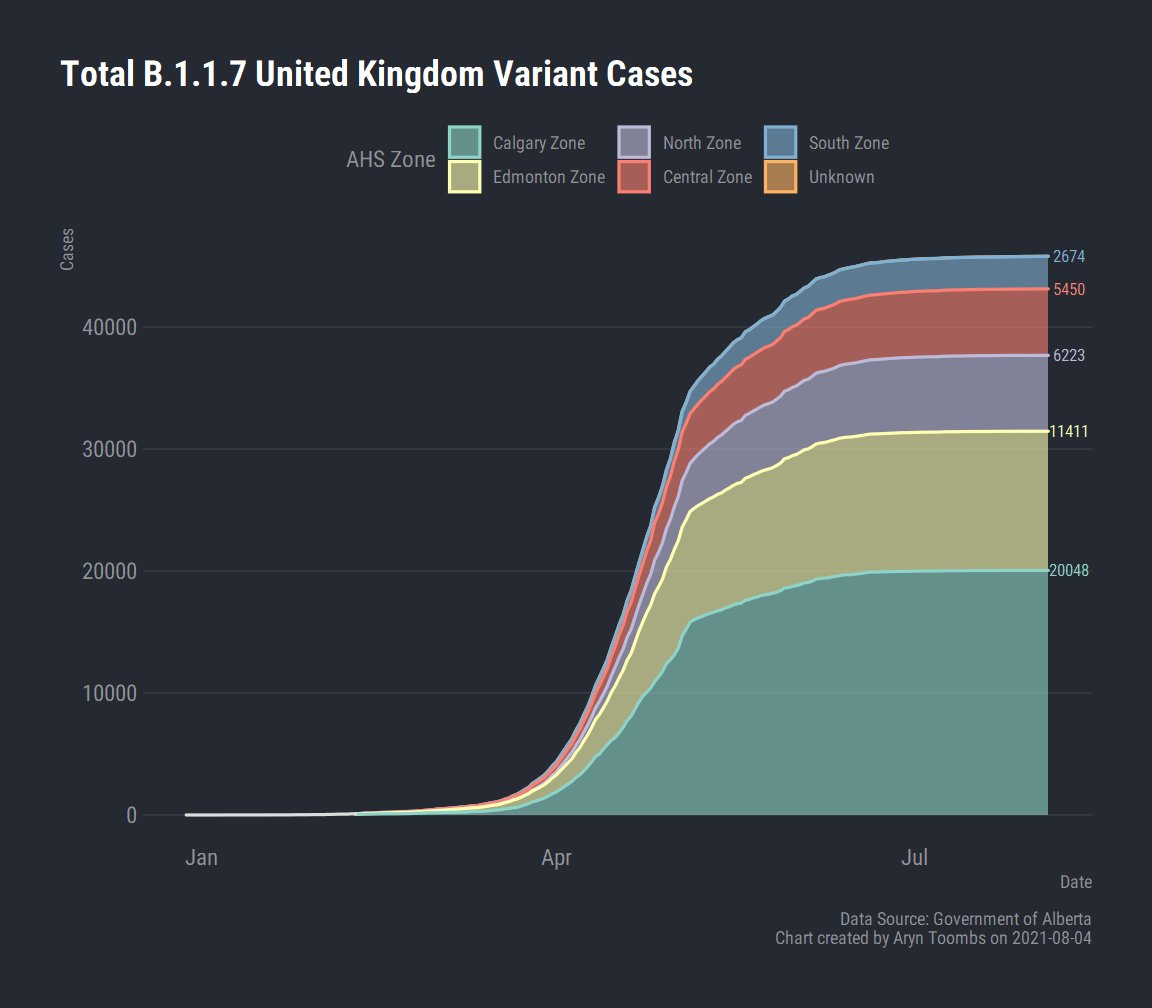 Total B.1.1.7 United Kingdom Variant Cases
AHS Zone
Calgary Zone North Zone South Zone
Edmonton Zone Central Zone Unknown
Cases
2674
5450
40000
6223
11411
30000
20000
20048
10000
0
Jan Apr Jul
Date
Data Source: Government of Alberta
Chart created by Aryn Toombs on 2021-08-04